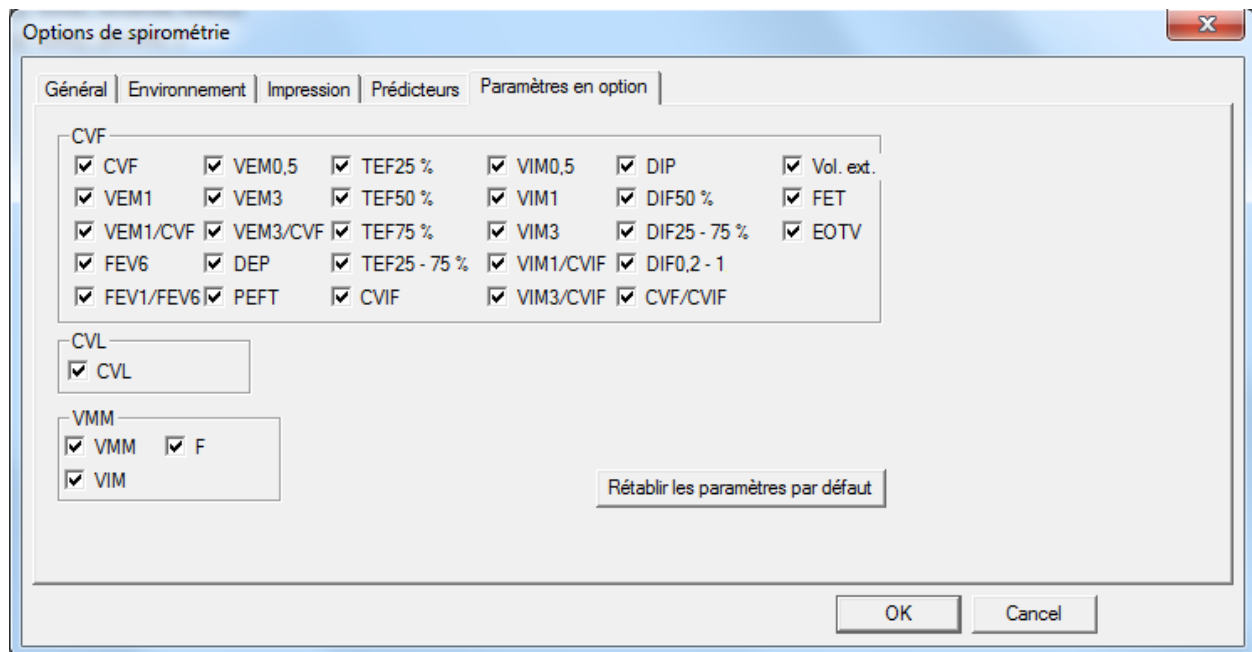 Options de spirométrie
Général Environnement Impression Prédicteurs Paramètres en option
CVF
CVF VEM0,5 TEF25 % VIM0,5 DIP Vol. ext.
VEM1 VEM3 TEF50 % VIM1 DIF50 % FET
VEM1/CVF VEM3/CVF TEF75 % VIM3 DIF25 - 75 % EOTV
FEV6 DEP TEF25 - 75 % VIM1/CVIF DIF0,2 - 1
FEV1/FEV6 PEFT CVIF VIM3/CVIF CVF/CVIF
CVL
CVL
VMM
VMM F
VIM
Rétablir les paramètres par défaut
OK Cancel